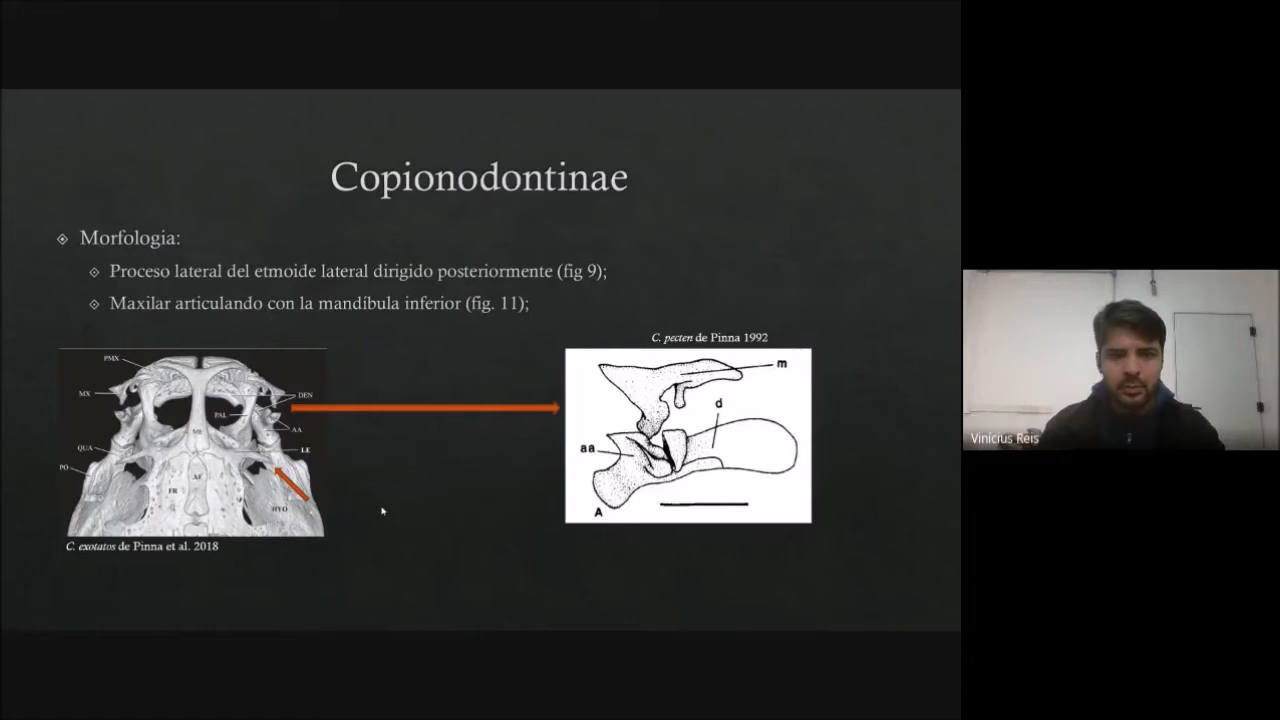 Copionodontinae
Morfologia:
Proceso lateral del etmoide lateral dirigido posteriormente (fig 9);
Maxilar articulando con la mandíbula inferior (fig. 11);
C. pecten de Pinna 1992
PMX
MX
DEN
PAL
AA
ME
QUA
LE
PO
AF
FR
HYO
C. exotatos de Pinna et al. 2018
m
d
aa
A
Vinícius Reis